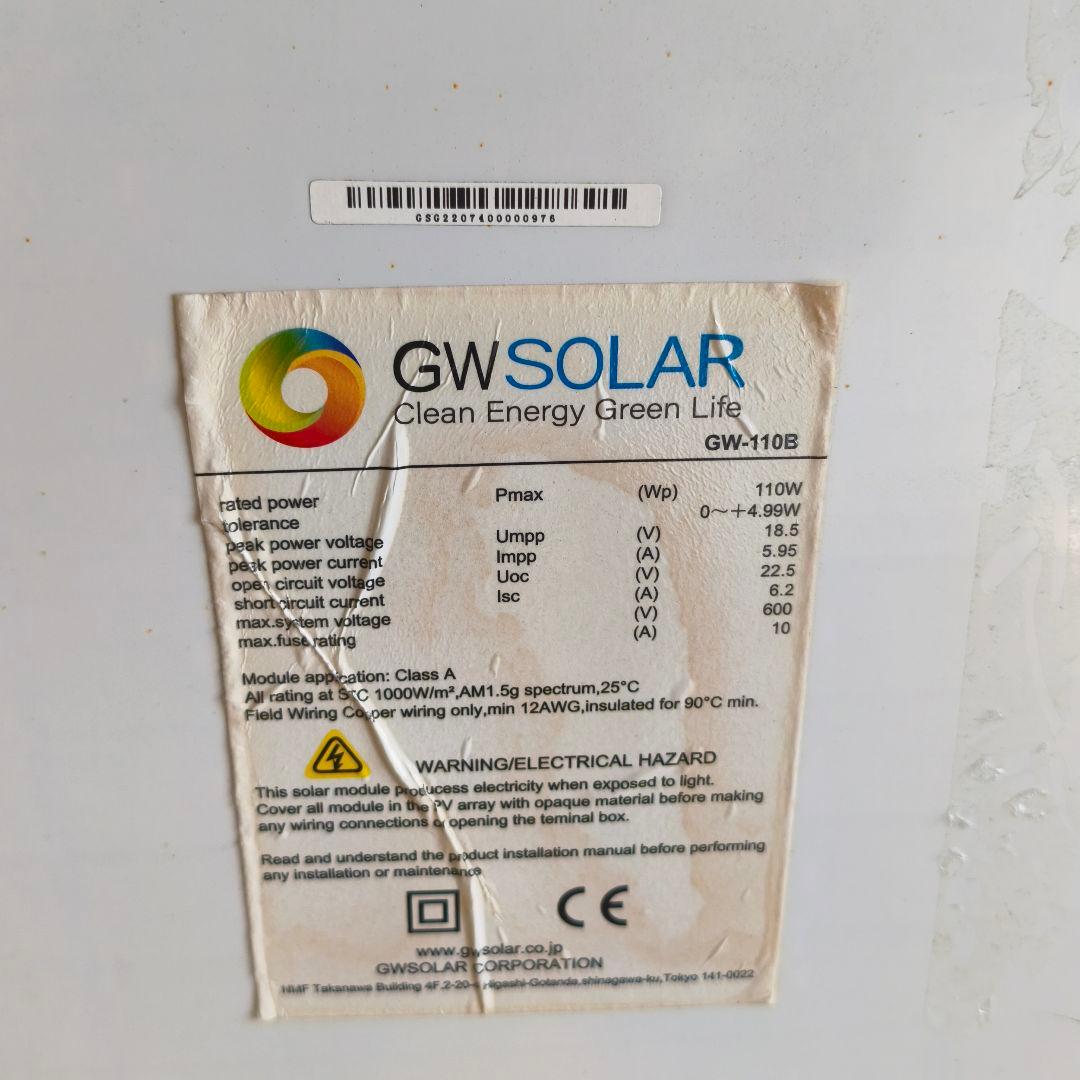 GSG2207400000976
GWSOLAR
Clean Energy Green Life
GW-110B
rated power Pmax (Wp) 110W
tolerance 0~+4.99W
peak power voltage Umpp (V) 18.5
peak power current Impp (A) 5.95
open circuit voltage Uoc (V) 22.5
short circuit current Isc (A) 6.2
max.system voltage (V) 600
max.fuse rating (A) 10
Module application: Class A
All rating at STC 1000W/m²,AM1.5g spectrum,25°C
Field Wiring Copper wiring only,min 12AWG,insulated for 90°C min.
WARNING/ELECTRICAL HAZARD
This solar module producess electricity when exposed to light.
Cover all module in the PV array with opaque material before making
any wiring connections or opening the teminal box.
Read and understand the product installation manual before performing
any installation or maintenance
CE
www.gwsolar.co.jp
GWSOLAR CORPORATION
HMF Takanawa Building 4F,2-20- Higashi-Gotanda,shinagawa-ku,Tokyo 141-0022